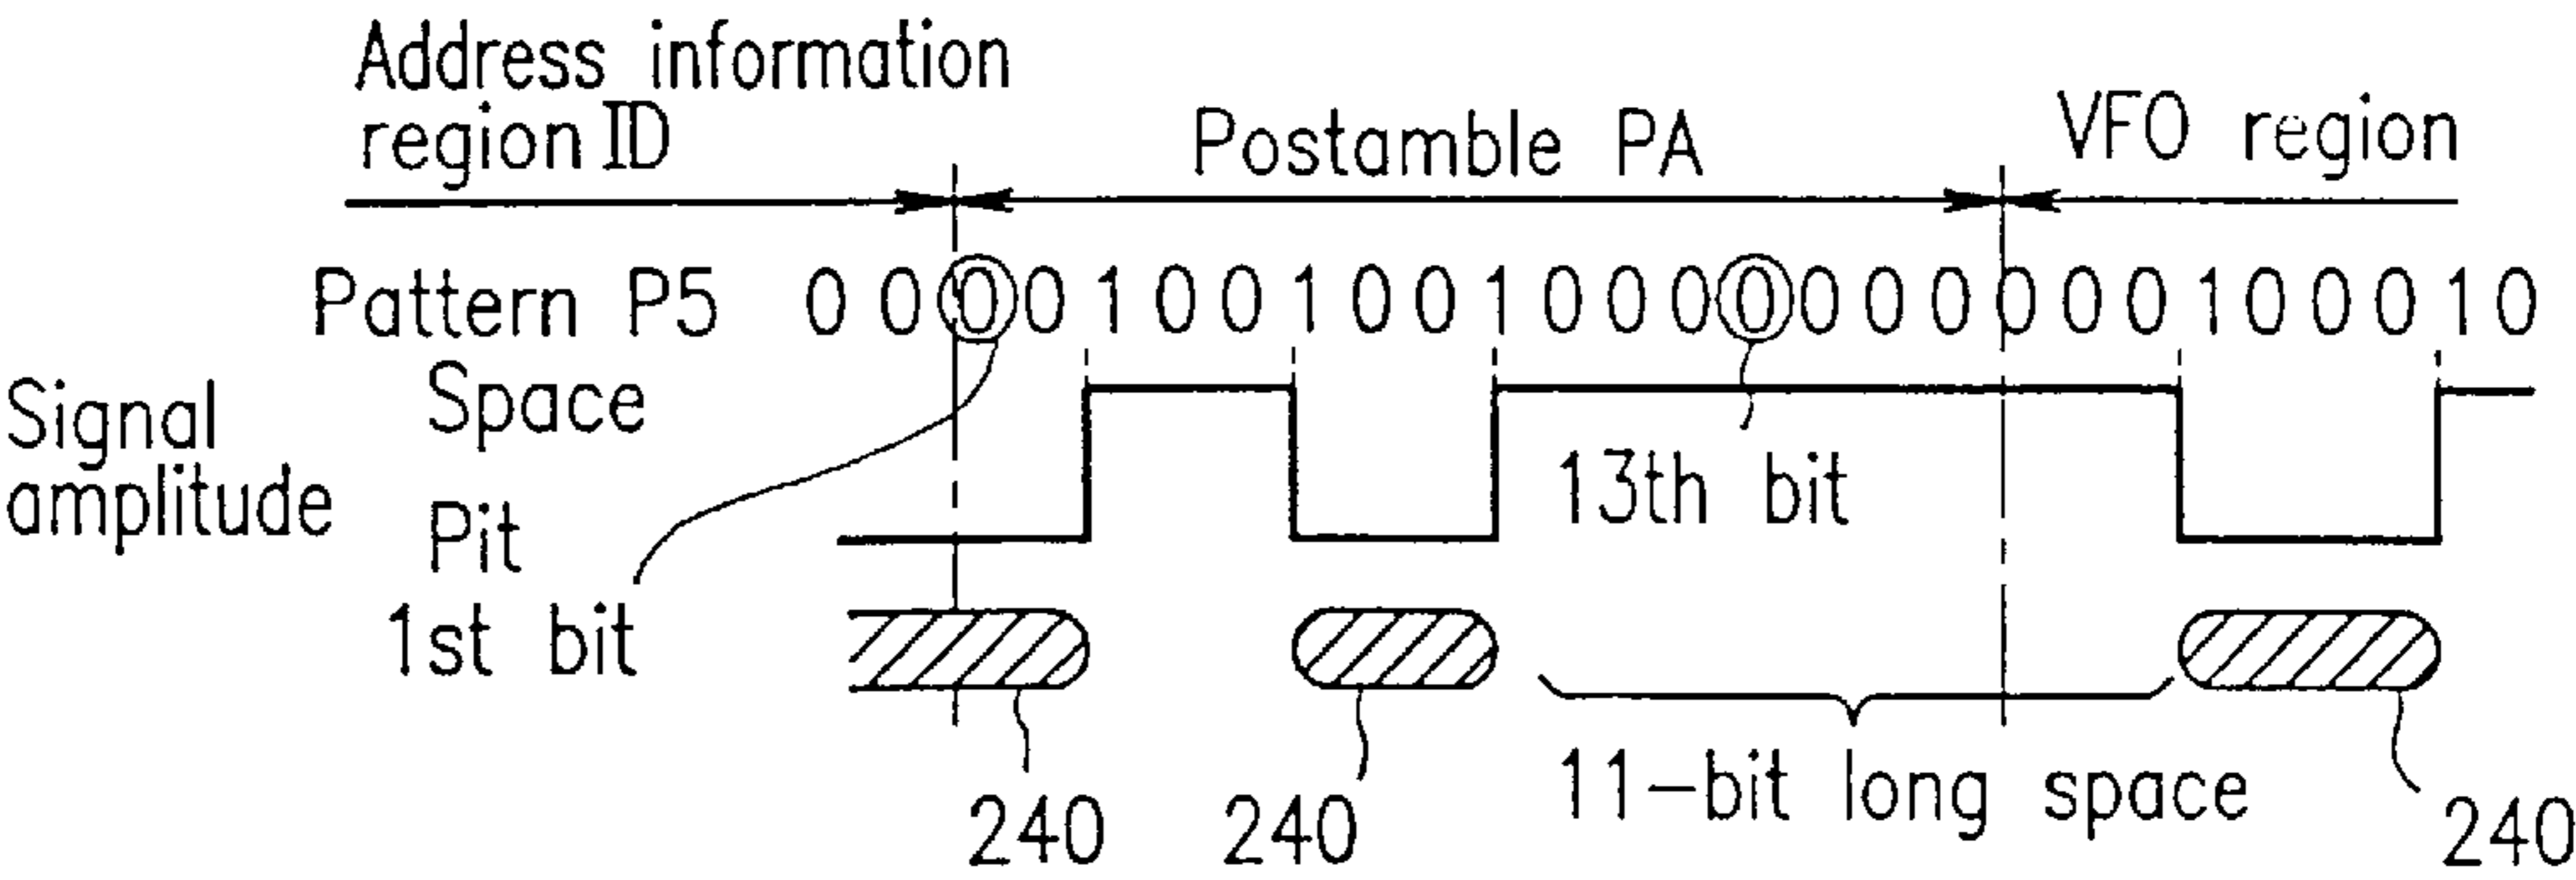 Address information
region ID
Postamble PA
VFO region
Pattern P5 0 0 0 0 1 0 0 1 0 0 1 0 0 0 0 0 0 0 0 0 0 1 0 0 0 1 0
Signal
amplitude
Space
Pit
1st bit
13th bit
11-bit long space
240
240
240